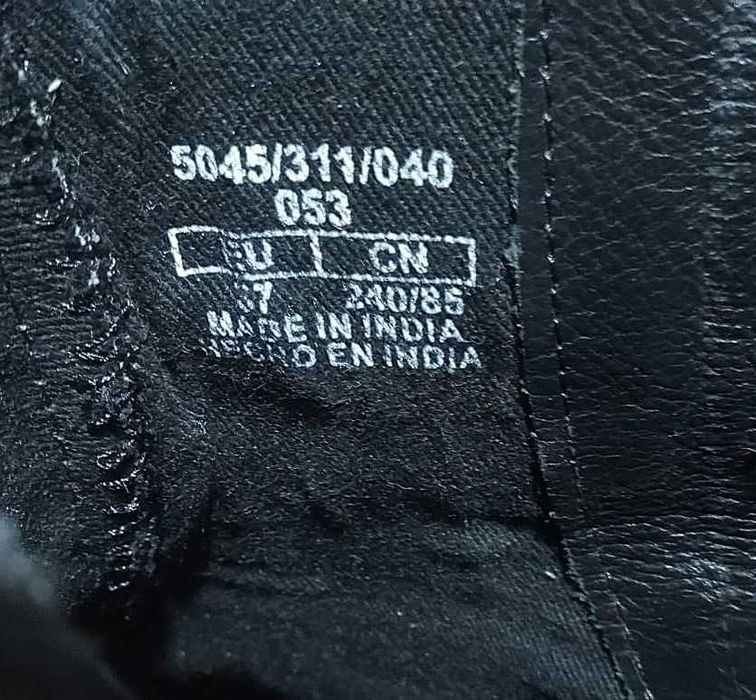 5045/311/040
053
EU CN
37 240/85
MADE IN INDIA
HECHO EN INDIA